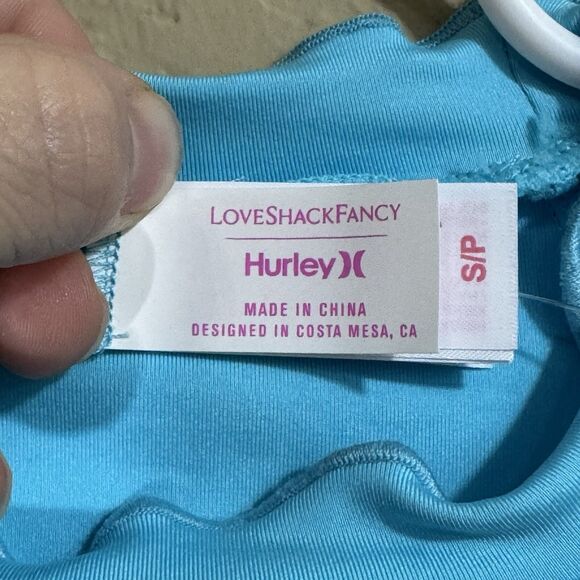 LOVESHACKFANCY
Hurley
MADE IN CHINA
DESIGNED IN COSTA MESA, CA
S/P